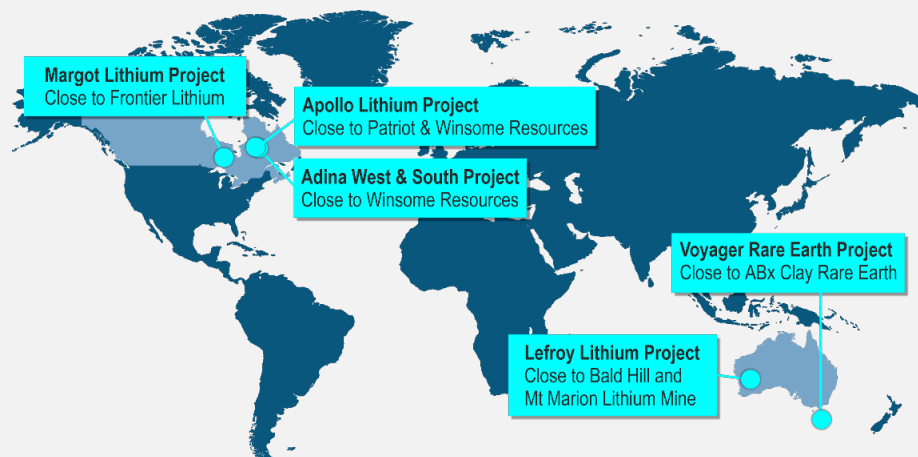 Margot Lithium Project
Close to Frontier Lithium
Apollo Lithium Project
Close to Patriot & Winsome Resources
Adina West & South Project
Close to Winsome Resources
Voyager Rare Earth Project
Close to ABx Clay Rare Earth
Lefroy Lithium Project
Close to Bald Hill and
Mt Marion Lithium Mine